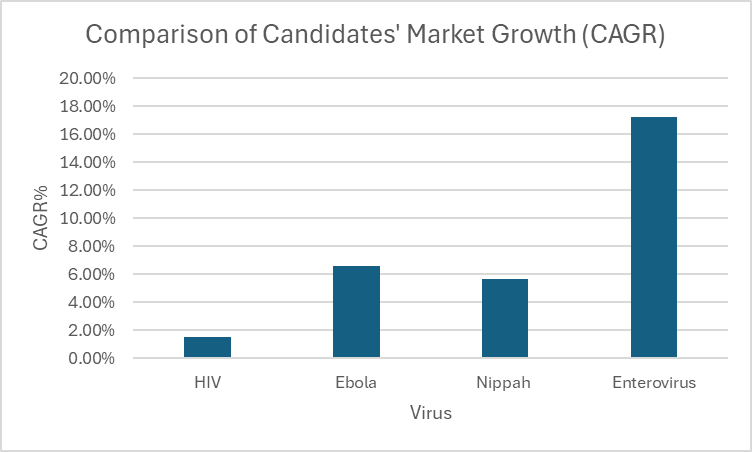 Comparison of Candidates' Market Growth (CAGR)
20.00%
18.00%
16.00%
14.00%
12.00%
10.00%
8.00%
6.00%
4.00%
2.00%
0.00%
CAGR%
HIV Ebola Nippah Enterovirus
Virus